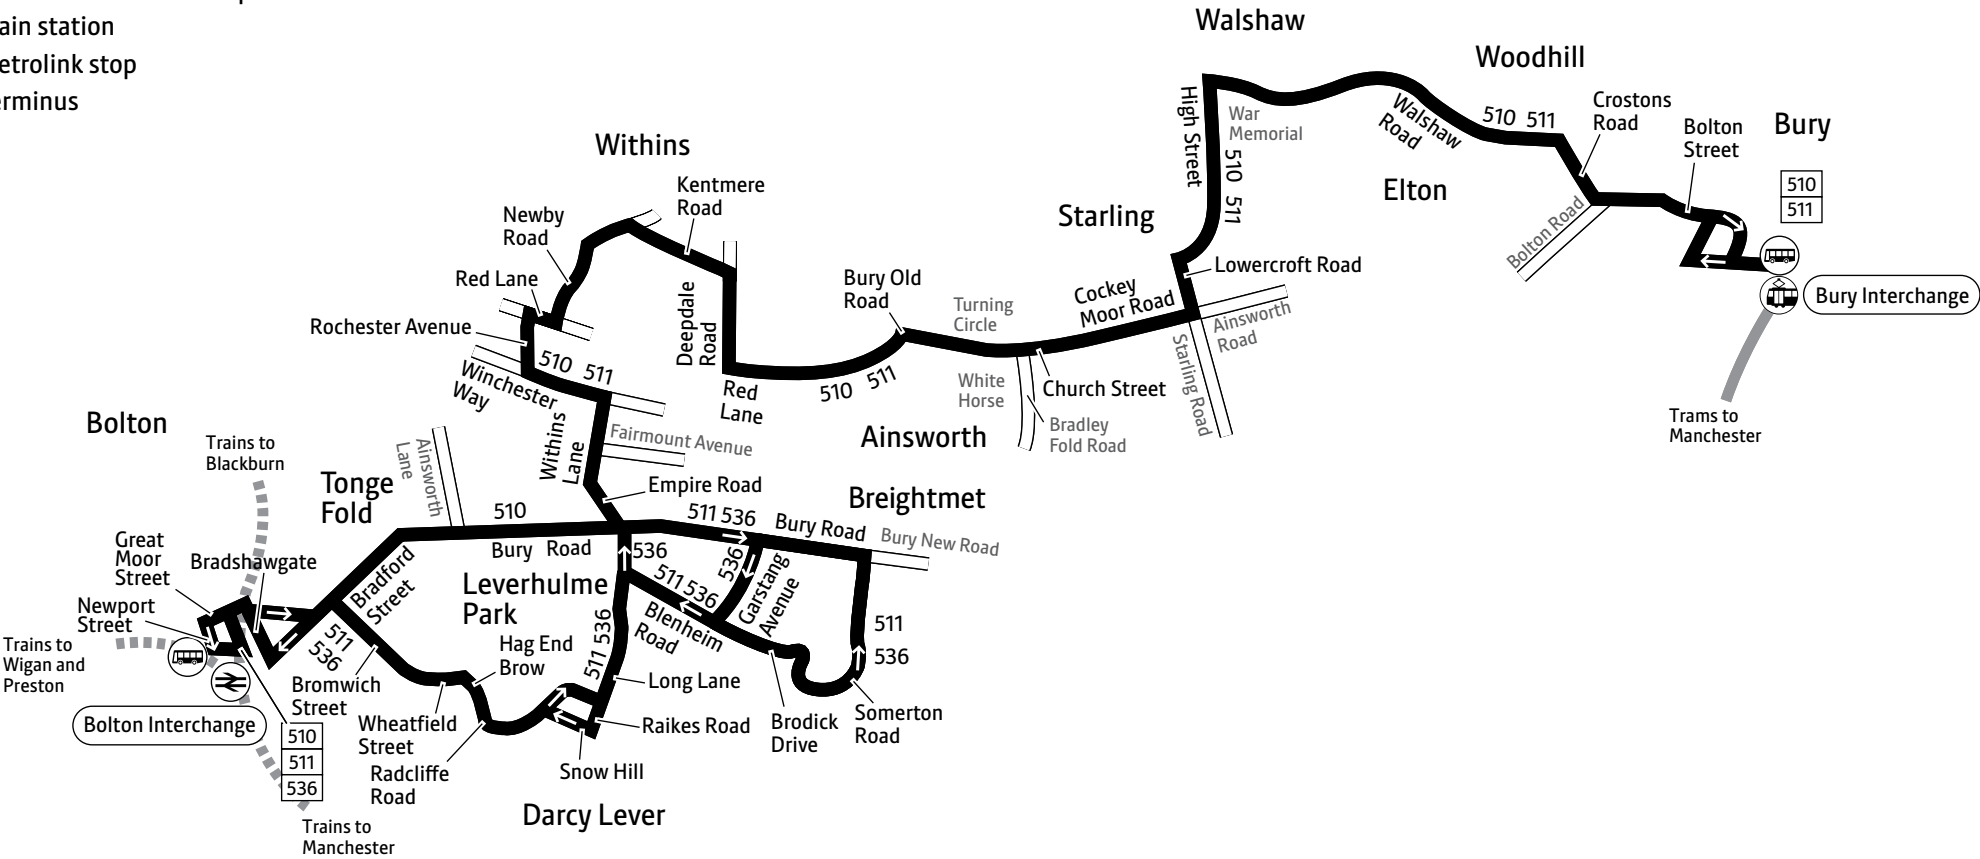 ain station
etrolink stop
erminus
Walshaw
Woodhill
Crostons
Road
Bolton
Street
Bury
510
511
High Street
War
Memorial
510 511
Walshaw
Road
510 511
Elton
Bolton Road
Bury Interchange
Trams to
Manchester
Withins
Kentmere
Road
Newby
Road
Red Lane
Rochester Avenue
510 511
Winchester
Way
Deepdale
Road
Red
Lane
Bury Old
Road
510 511
Turning
Circle
Starling
Cockey
Moor Road
Lowercroft Road
Ainsworth
Road
Starling Road
White
Horse
Church Street
Bradley
Fold Road
Ainsworth
Withins
Lane
Fairmount Avenue
Empire Road
Breightmet
Bolton
Trains to
Blackburn
Tonge
Fold
Ainsworth
Lane
510
Bury Road
511 536
Bury Road
Bury New Road
Great
Moor
Street
Bradshawgate
Newport
Street
Trains to
Wigan and
Preston
Bradford
Street
Leverhulme
Park
536
511 536
536
Garstang
Avenue
Blenheim
Road
511
536
511
536
Hag End
Brow
511 536
Long Lane
Raikes Road
Bromwich
Street
Wheatfield
Street
Radcliffe
Road
Snow Hill
Brodick
Drive
Somerton
Road
Bolton Interchange
510
511
536
Darcy Lever
Trains to
Manchester